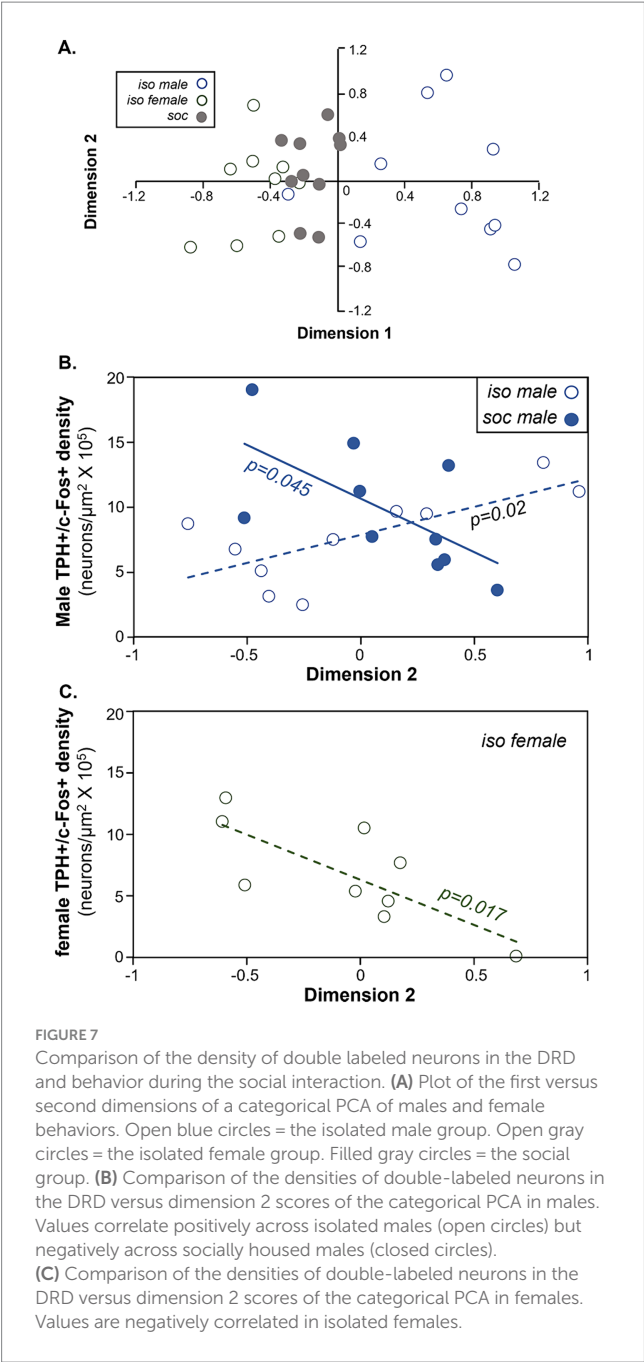 A.
iso male
iso female
soc
Dimension 2
1.2
0.8
0.4
-1.2 -0.8 -0.4 0 0.4 0.8 1.2
-0.4
-0.8
-1.2
Dimension 1
B.
Male TPH+/c-Fos+ density
(neurons/µm² X 10⁵)
20
15
10
5
0
iso male
soc male
p=0.045
p=0.02
-1 -0.5 0 0.5 1
Dimension 2
C.
female TPH+/c-Fos+ density
(neurons/µm² X 10⁵)
20
15
10
5
0
iso female
p=0.017
-1 -0.5 0 0.5 1
Dimension 2
FIGURE 7
Comparison of the density of double labeled neurons in the DRD
and behavior during the social interaction. (A) Plot of the first versus
second dimensions of a categorical PCA of males and female
behaviors. Open blue circles = the isolated male group. Open gray
circles = the isolated female group. Filled gray circles = the social
group. (B) Comparison of the densities of double-labeled neurons in
the DRD versus dimension 2 scores of the categorical PCA in males.
Values correlate positively across isolated males (open circles) but
negatively across socially housed males (closed circles).
(C) Comparison of the densities of double-labeled neurons in the
DRD versus dimension 2 scores of the categorical PCA in females.
Values are negatively correlated in isolated females.